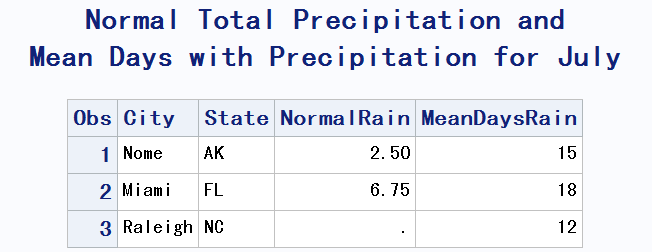 Normal Total Precipitation and
Mean Days with Precipitation for July
Obs City State NormalRain MeanDaysRain
1 Nome AK 2.50 15
2 Miami FL 6.75 18
3 Raleigh NC . 12